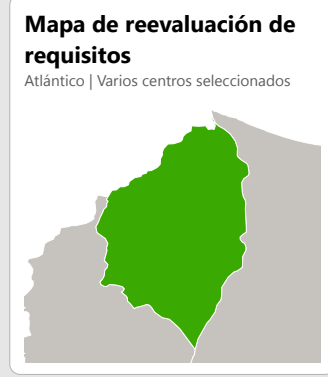 Mapa de reevaluación de
requisitos
Atlántico | Varios centros seleccionados